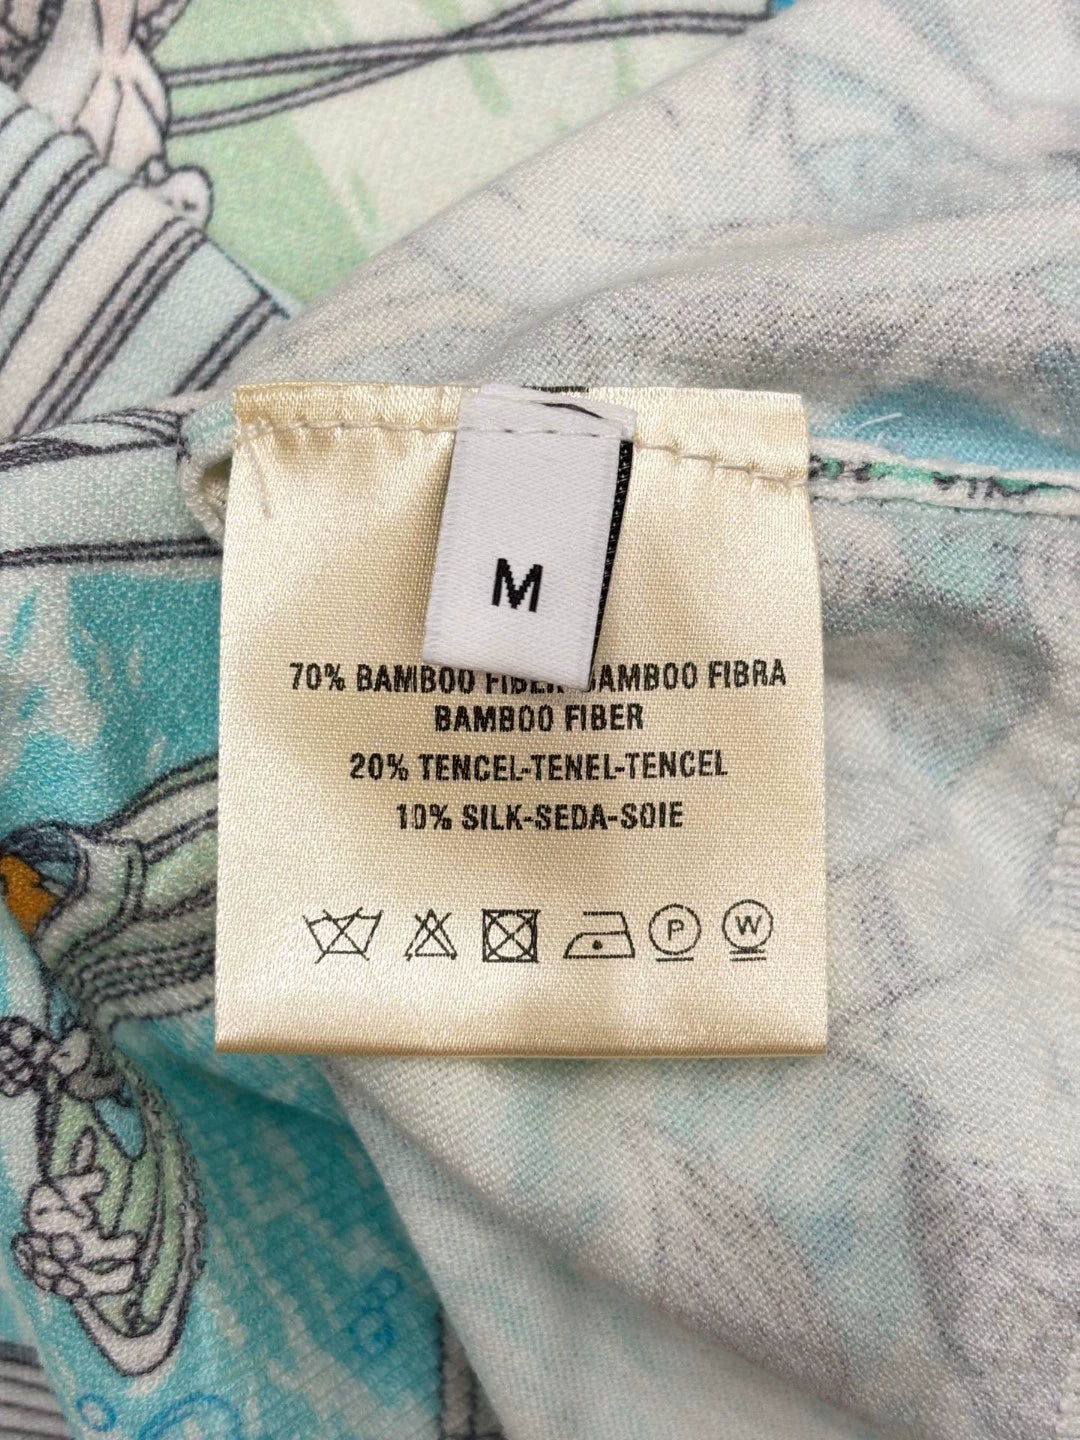 M
70% BAMBOO FIBER-BAMBOO FIBRA
BAMBOO FIBER
20% TENCEL-TENEL-TENCEL
10% SILK-SEDA-SOIE
P W